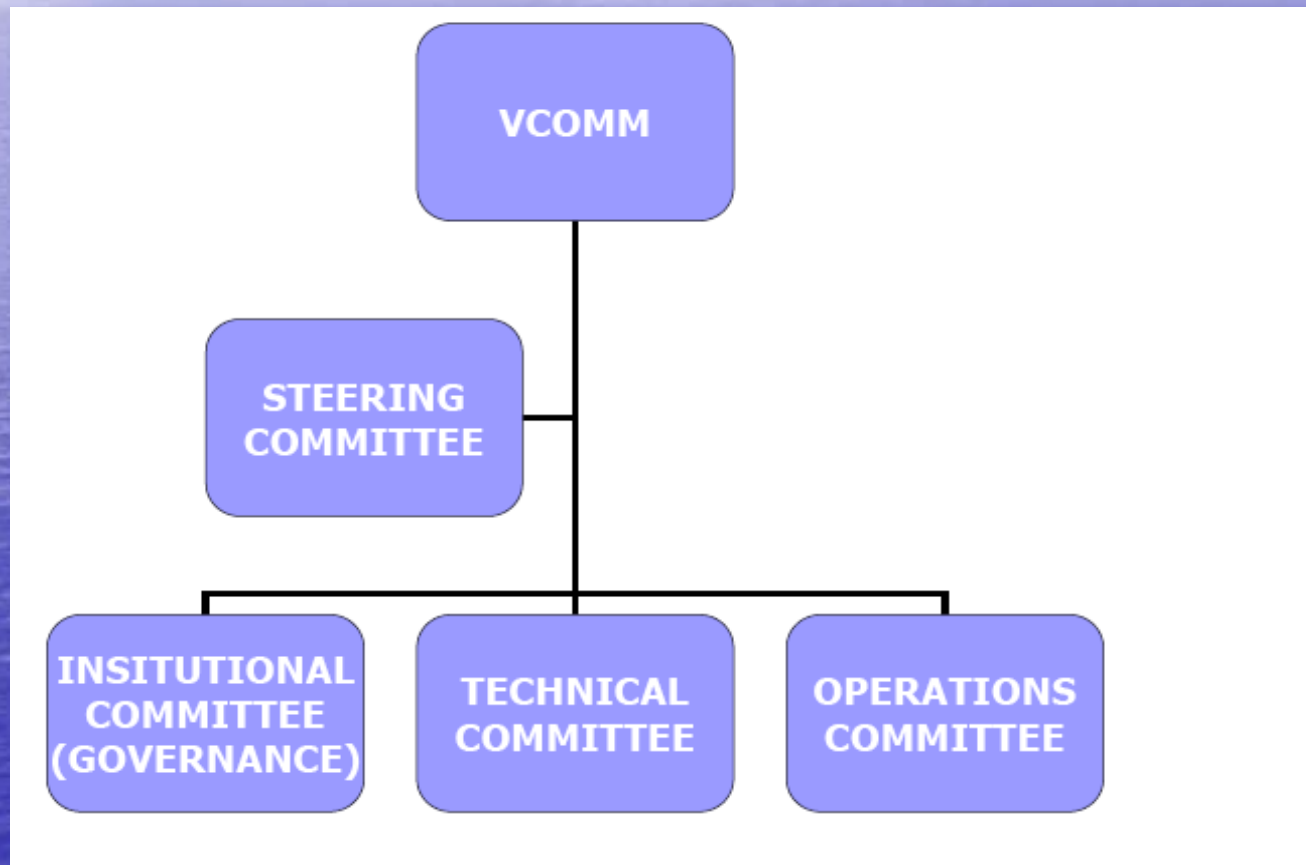 VCOMM
STEERING
COMMITTEE
INSITUTIONAL
COMMITTEE
(GOVERNANCE)
TECHNICAL
COMMITTEE
OPERATIONS
COMMITTEE